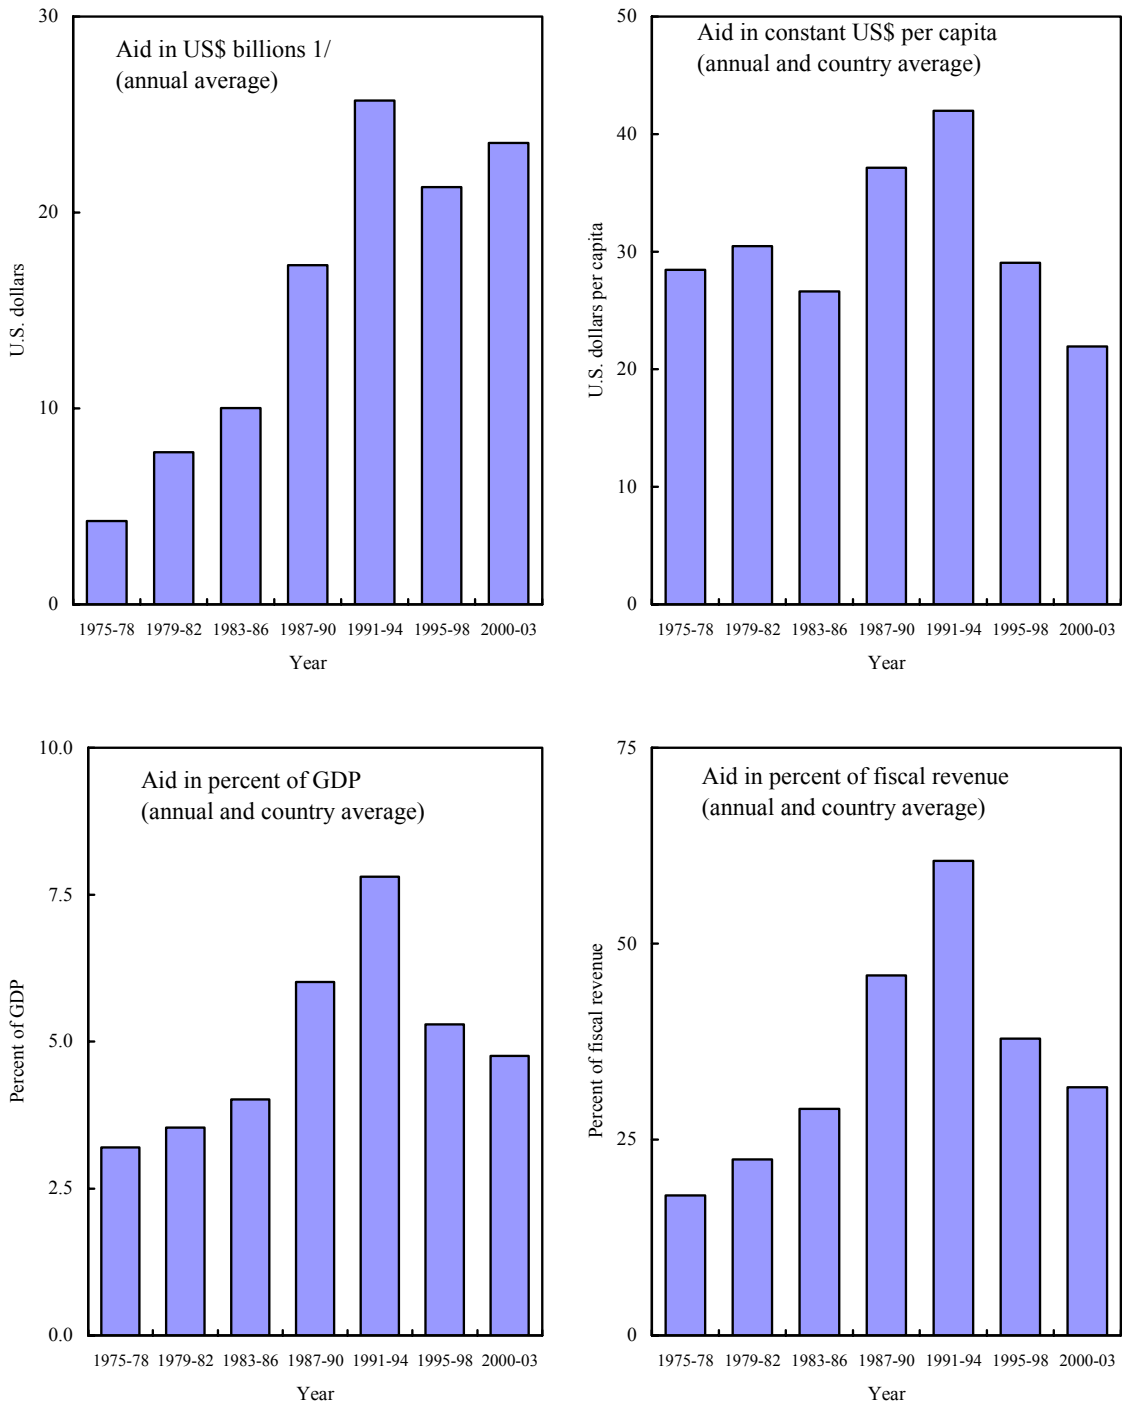 Aid in US$ billions 1/
(annual average)
30
20
10
0
U.S. dollars
1975-78 1979-82 1983-86 1987-90 1991-94 1995-98 2000-03
Year
Aid in constant US$ per capita
(annual and country average)
50
40
30
20
10
0
U.S. dollars per capita
1975-78 1979-82 1983-86 1987-90 1991-94 1995-98 2000-03
Year
Aid in percent of GDP
(annual and country average)
10.0
7.5
5.0
2.5
0.0
Percent of GDP
1975-78 1979-82 1983-86 1987-90 1991-94 1995-98 2000-03
Year
Aid in percent of fiscal revenue
(annual and country average)
75
50
25
0
Percent of fiscal revenue
1975-78 1979-82 1983-86 1987-90 1991-94 1995-98 2000-03
Year